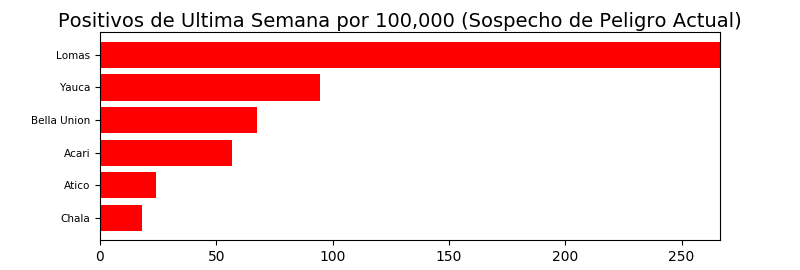 Positivos de Ultima Semana por 100,000 (Sospecho de Peligro Actual)
Lomas
Yauca
Bella Union
Acari
Atico
Chala
0 50 100 150 200 250